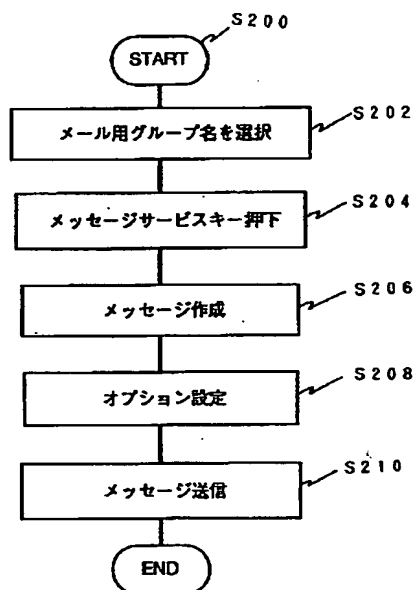 S200
START
メール用グループ名を選択
S202
メッセージサービスキー押下
S204
メッセージ作成
S206
オプション設定
S208
メッセージ送信
S210
END